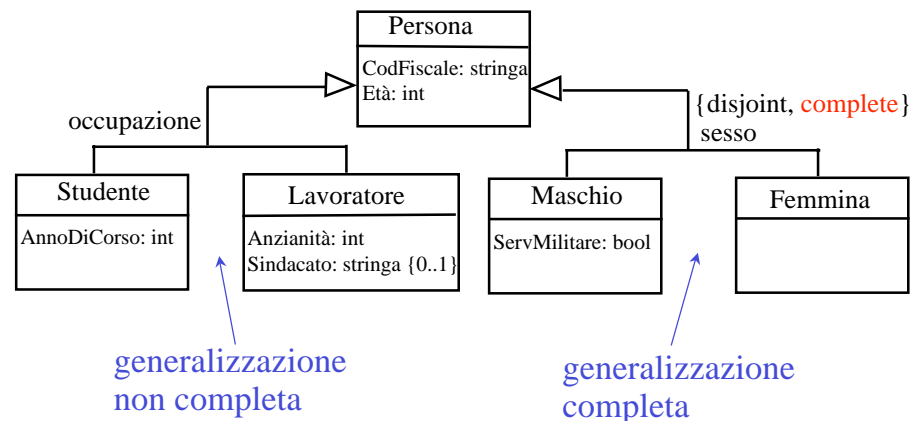 Persona
CodFiscale: stringa
Età: int
occupazione
{disjoint, complete}
sesso
Studente
AnnoDiCorso: int
Lavoratore
Anzianità: int
Sindacato: stringa {0..1}
Maschio
ServMilitare: bool
Femmina
generalizzazione
non completa
generalizzazione
completa